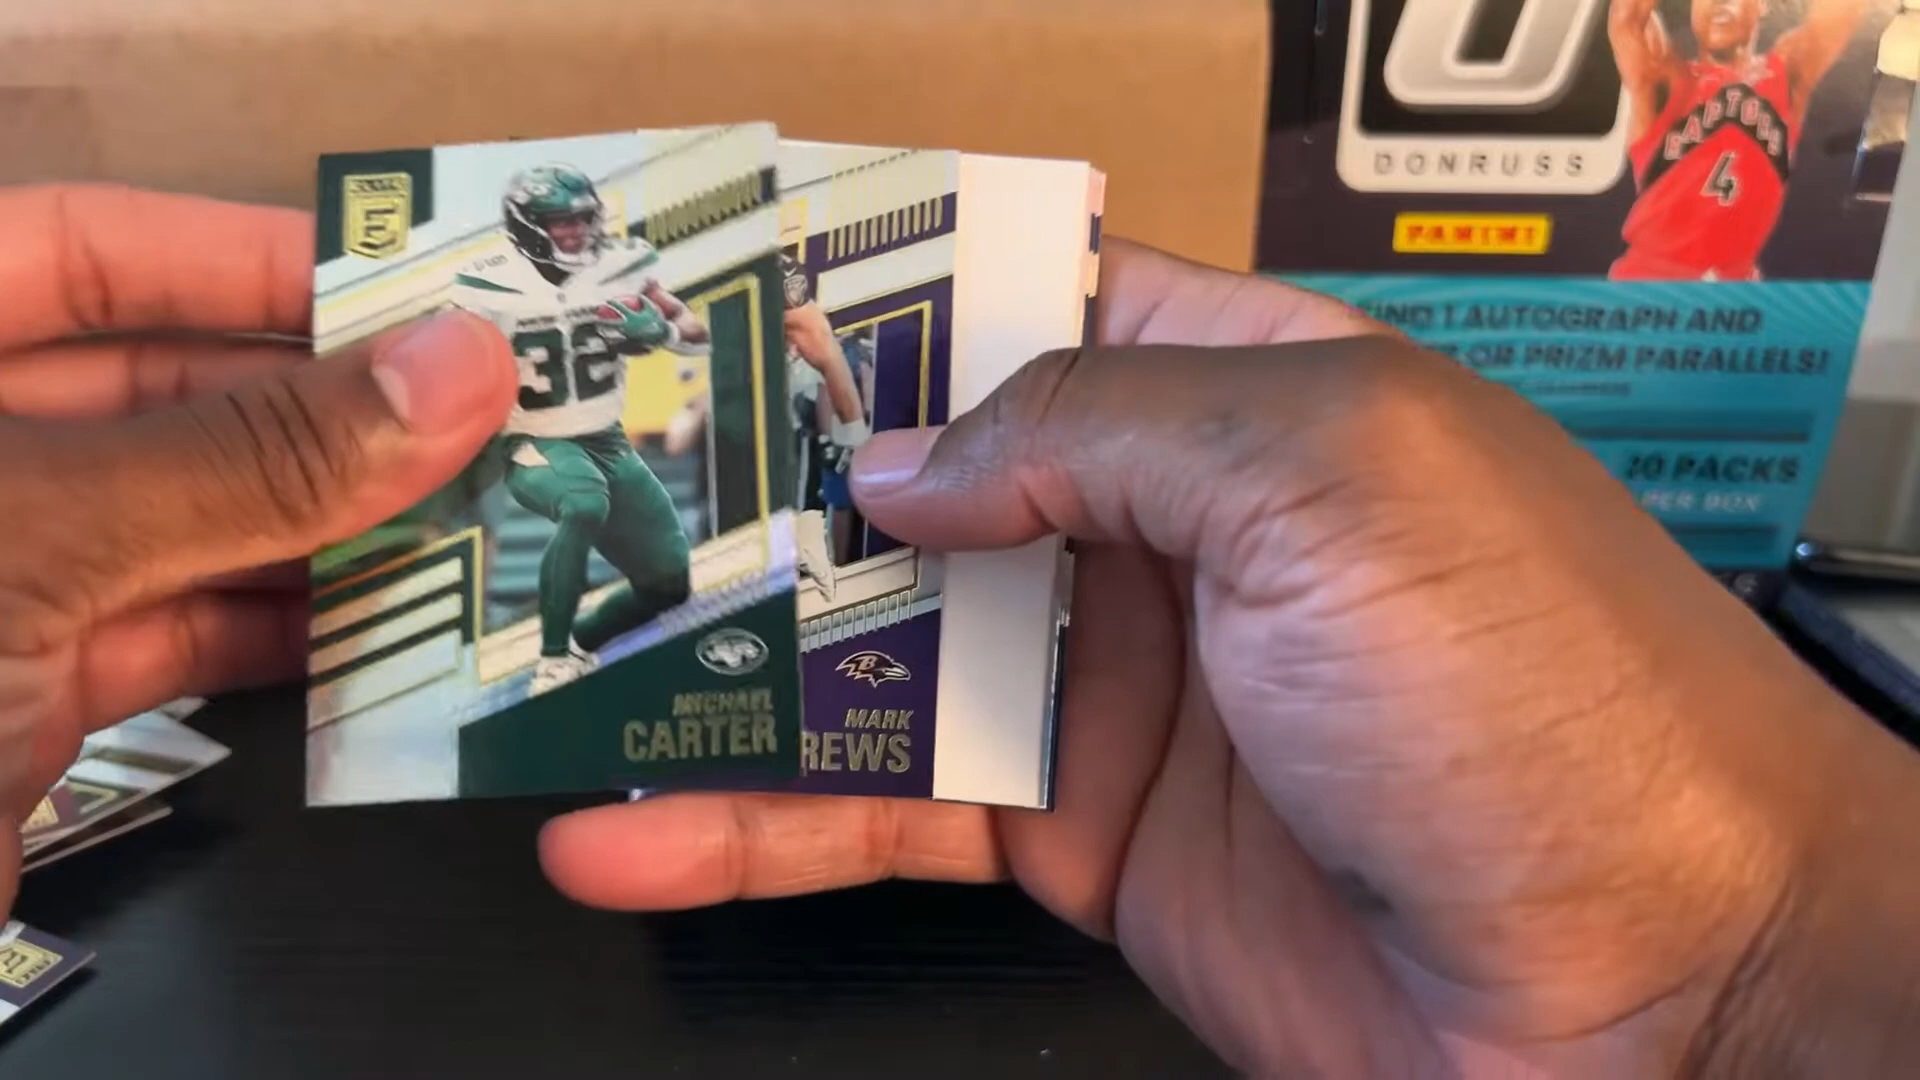 ELITE
E
32
MICHAEL
CARTER
MARK
REWS
B
DONRUSS
PANINI
RAPTORS
4
1 AUTOGRAPH AND
OR PRIZM PARALLELS!
20 PACKS
PER BOX